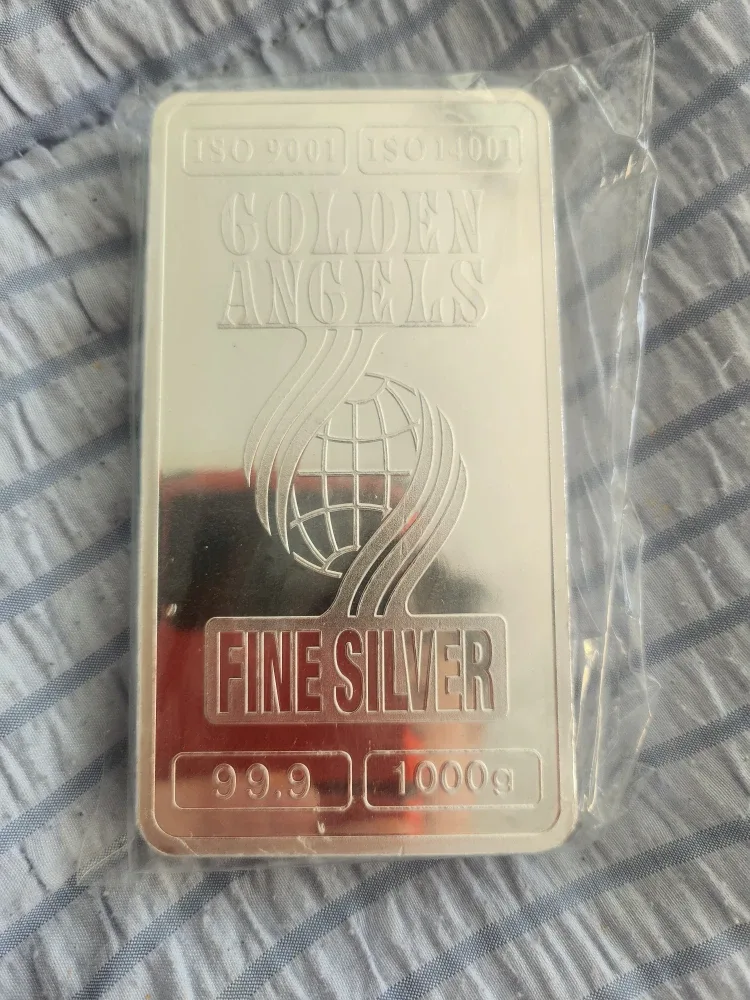 ISO 9001 ISO 14001
GOLDEN
ANGELS
FINE SILVER
99.9 1000g